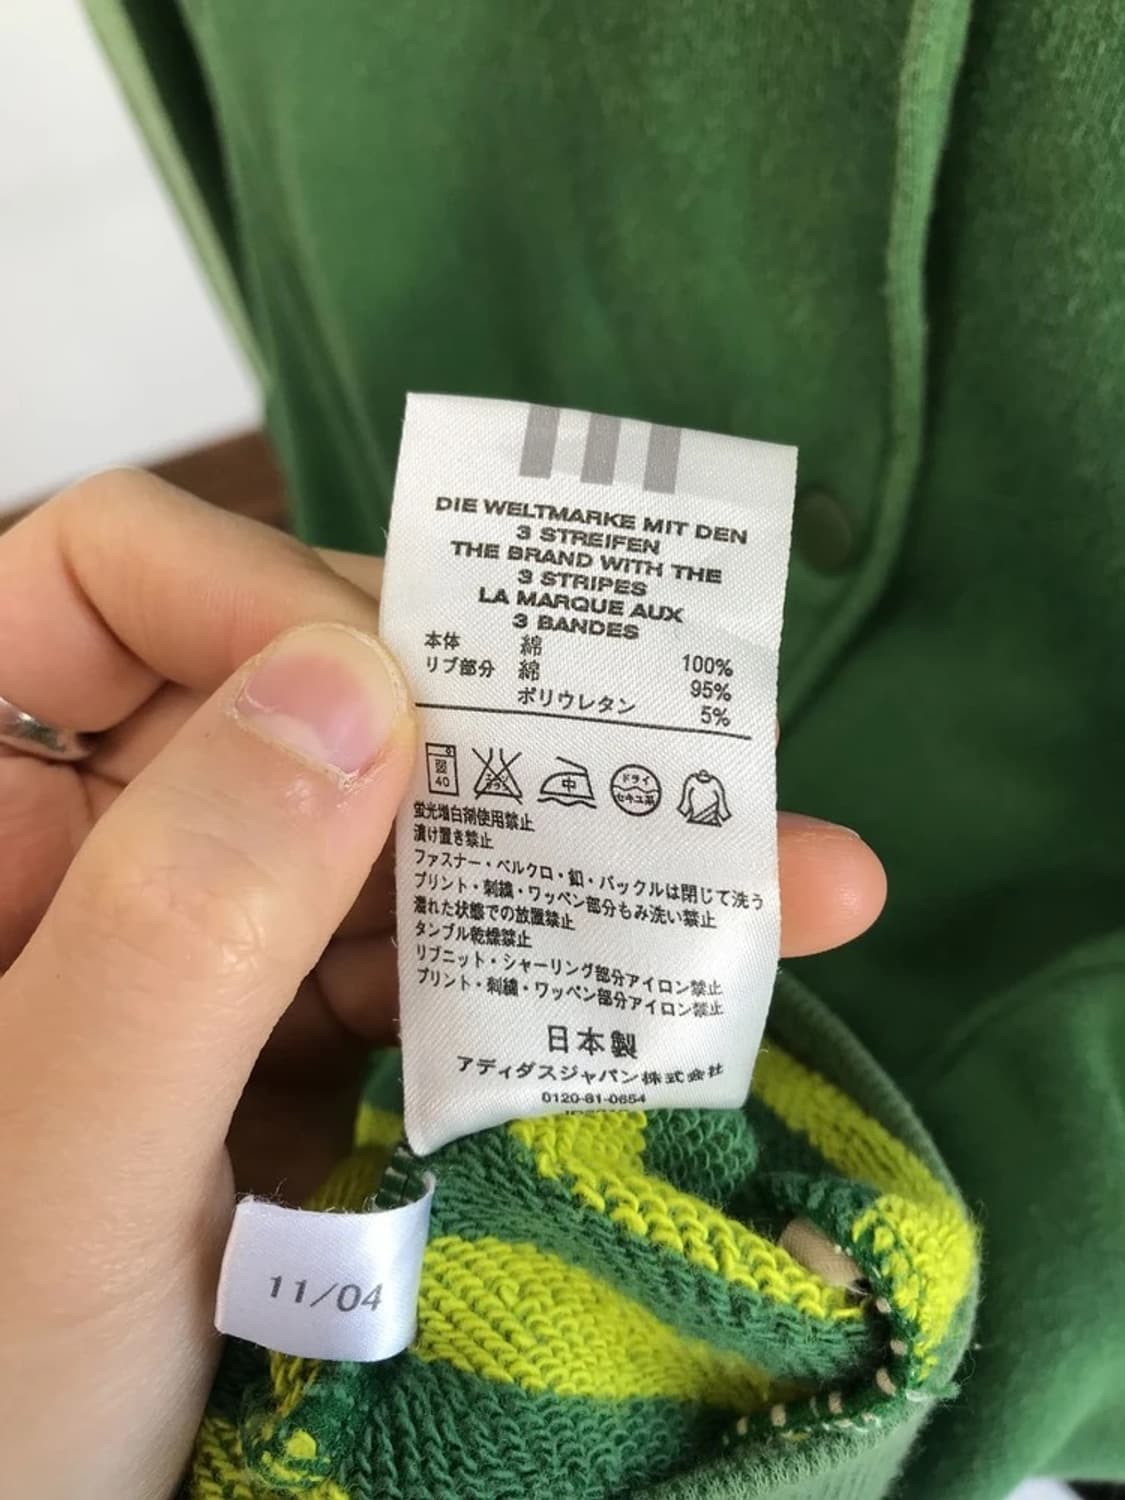 DIE WELTMARKE MIT DEN
3 STREIFEN
THE BRAND WITH THE
3 STRIPES
LA MARQUE AUX
3 BANDES
本体 綿 100%
リブ部分 綿 95%
ポリウレタン 5%
40 中 ドライ セキユ系
蛍光増白剤使用禁止
漬け置き禁止
ファスナー・ベルクロ・釦・バックルは閉じて洗う
プリント・刺繍・ワッペン部分もみ洗い禁止
濡れた状態での放置禁止
タンブル乾燥禁止
リブニット・シャーリング部分アイロン禁止
プリント・刺繍・ワッペン部分アイロン禁止
日本製
アディダスジャパン株式会社
0120-81-0654
11/04